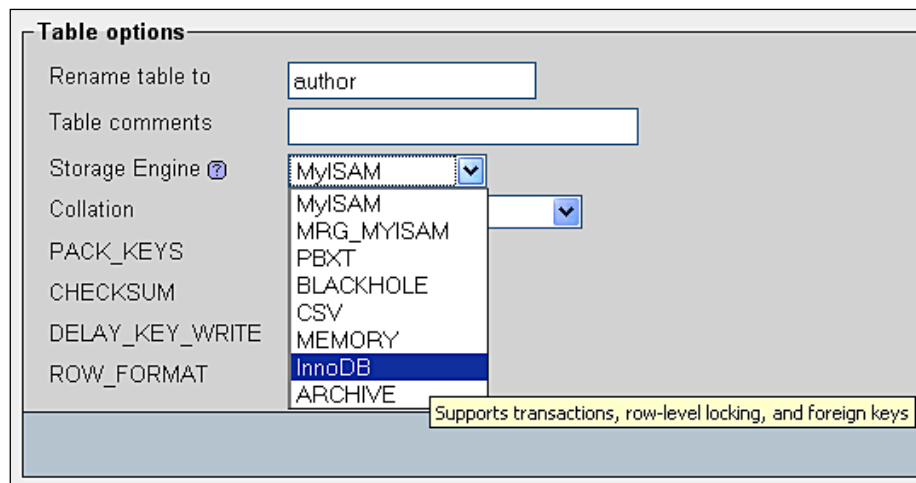 Table options
Rename table to author
Table comments
Storage Engine ? MyISAM
Collation
PACK_KEYS
CHECKSUM
DELAY_KEY_WRITE
ROW_FORMAT
MyISAM
MRG_MYISAM
PBXT
BLACKHOLE
CSV
MEMORY
InnoDB
ARCHIVE
Supports transactions, row-level locking, and foreign keys